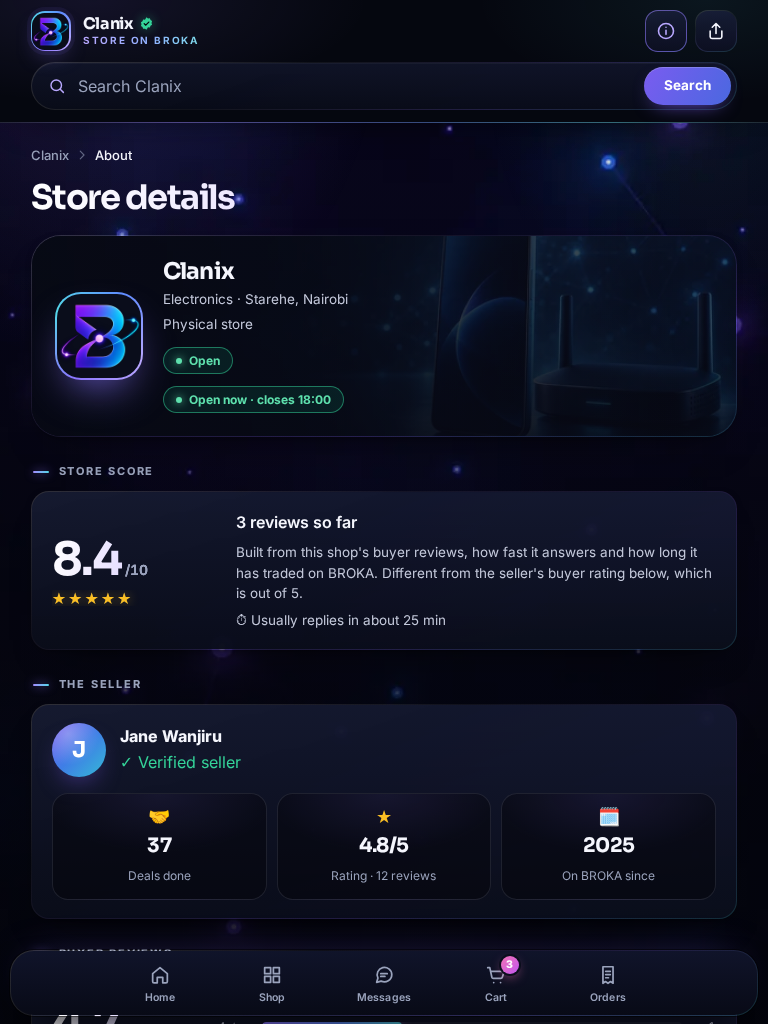 Clanix
STORE ON BROKA
Search Clanix
Search
Clanix
About
Store details
Clanix
Electronics · Starehe, Nairobi
Physical store
Open
Open now · closes 18:00
STORE SCORE
8.4/10
★★★★★
3 reviews so far
Built from this shop's buyer reviews, how fast it answers and how long it
has traded on BROKA. Different from the seller's buyer rating below, which
is out of 5.
⏱ Usually replies in about 25 min
THE SELLER
J
Jane Wanjiru
✓ Verified seller
37
Deals done
4.8/5
Rating · 12 reviews
2025
On BROKA since
3
Home
Shop
Messages
Cart
Orders